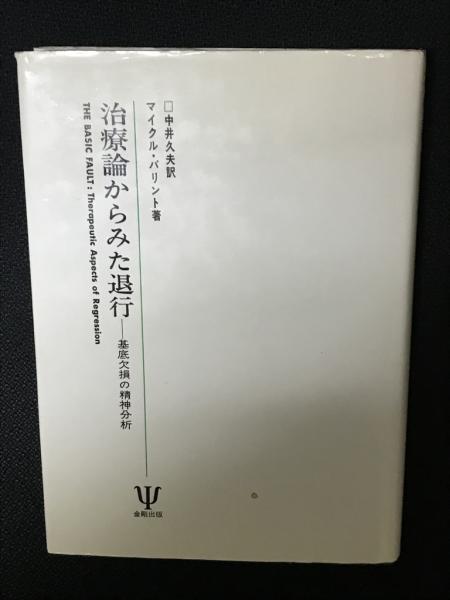 □中井久夫訳
マイクル・バリント著
治療論からみた退行——基底欠損の精神分析
THE BASIC FAULT: Therapeutic Aspects of Regression
Ψ
金剛出版